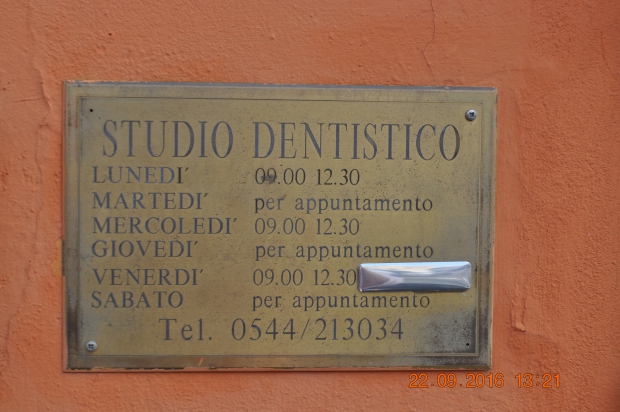 STUDIO DENTISTICO
LUNEDI' 09.00 12.30
MARTEDI' per appuntamento
MERCOLEDI' 09.00 12.30
GIOVEDI' per appuntamento
VENERDI' 09.00 12.30
SABATO per appuntamento
Tel. 0544/213034
22.09.2016 13:21